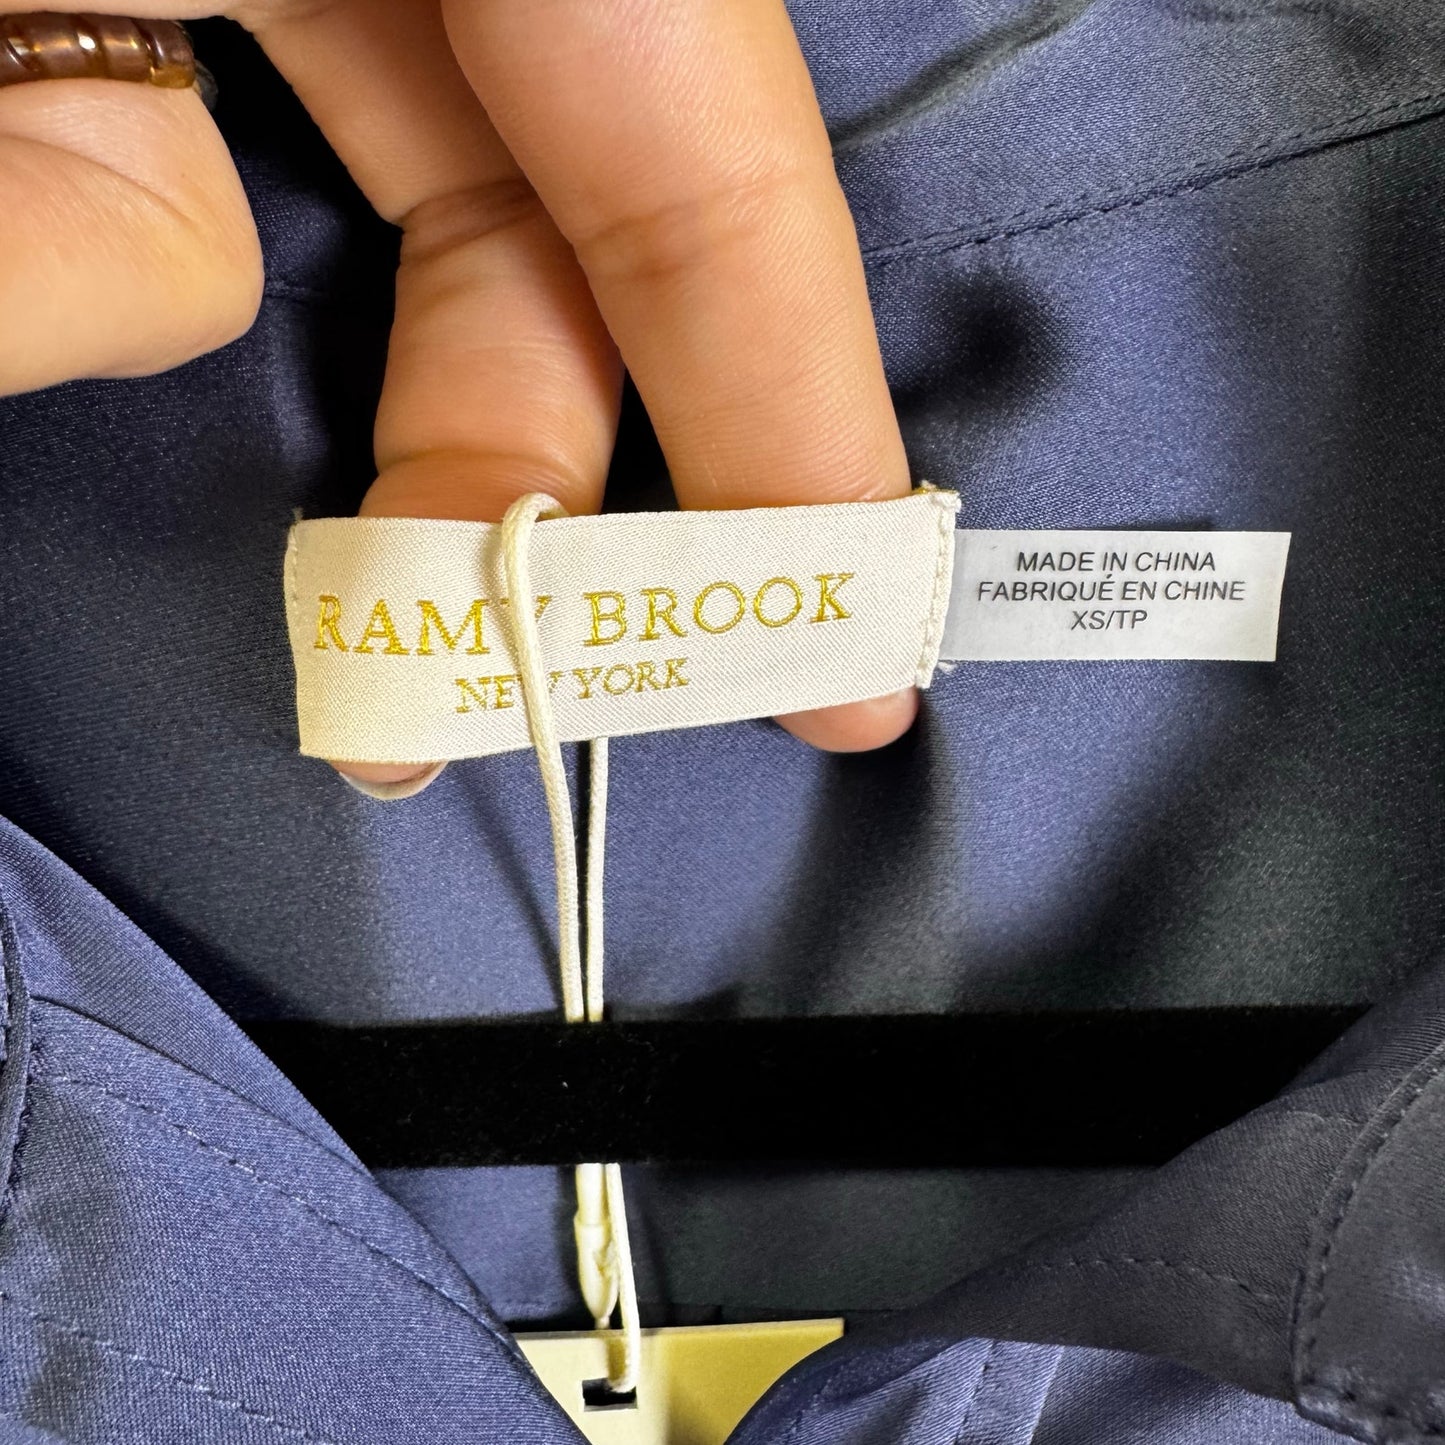 RAMY BROOK
NEW YORK
MADE IN CHINA
FABRIQUÉ EN CHINE
XS/TP